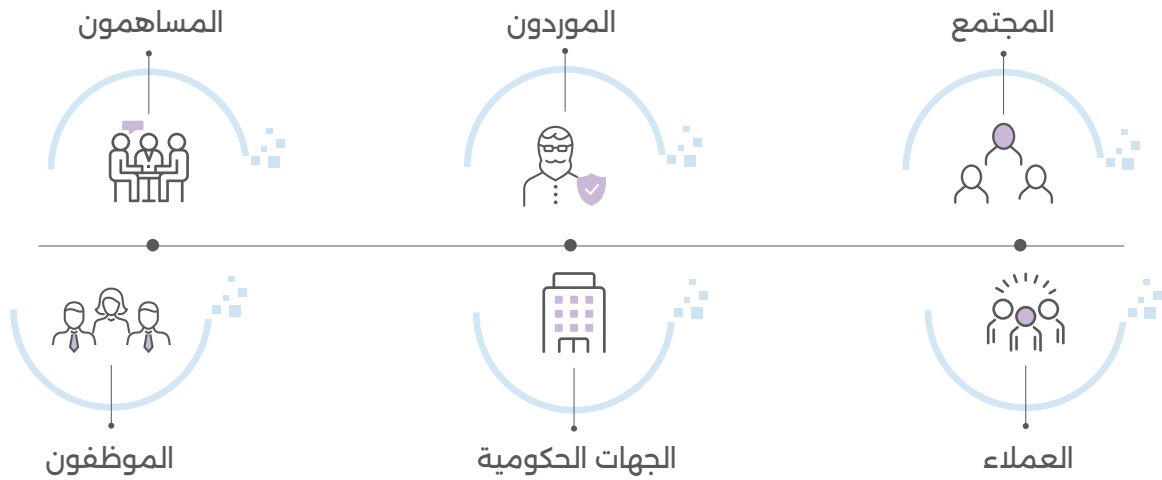 المجتمع
الموردون
المساهمون
العملاء
الجهات الحكومية
الموظفون